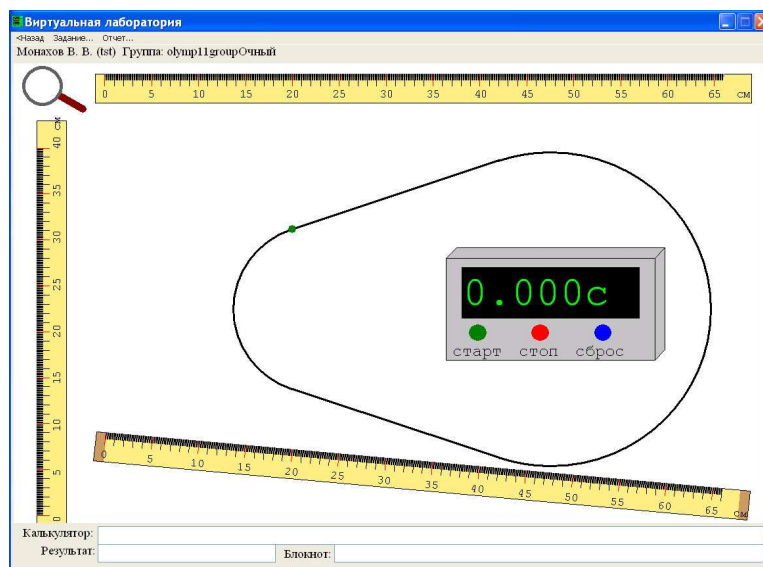 Виртуальная лаборатория
<Назад Задание... Отчет...
Монахов В. В. (tst) Группа: olymp11groupОчный
0 5 10 15 20 25 30 35 40 45 50 55 60 65 см
см 40 35 30 25 20 15 10 5 0
0.000с
старт стоп сброс
0 5 10 15 20 25 30 35 40 45 50 55 60 65 см
Калькулятор:
Результат: Блокнот: